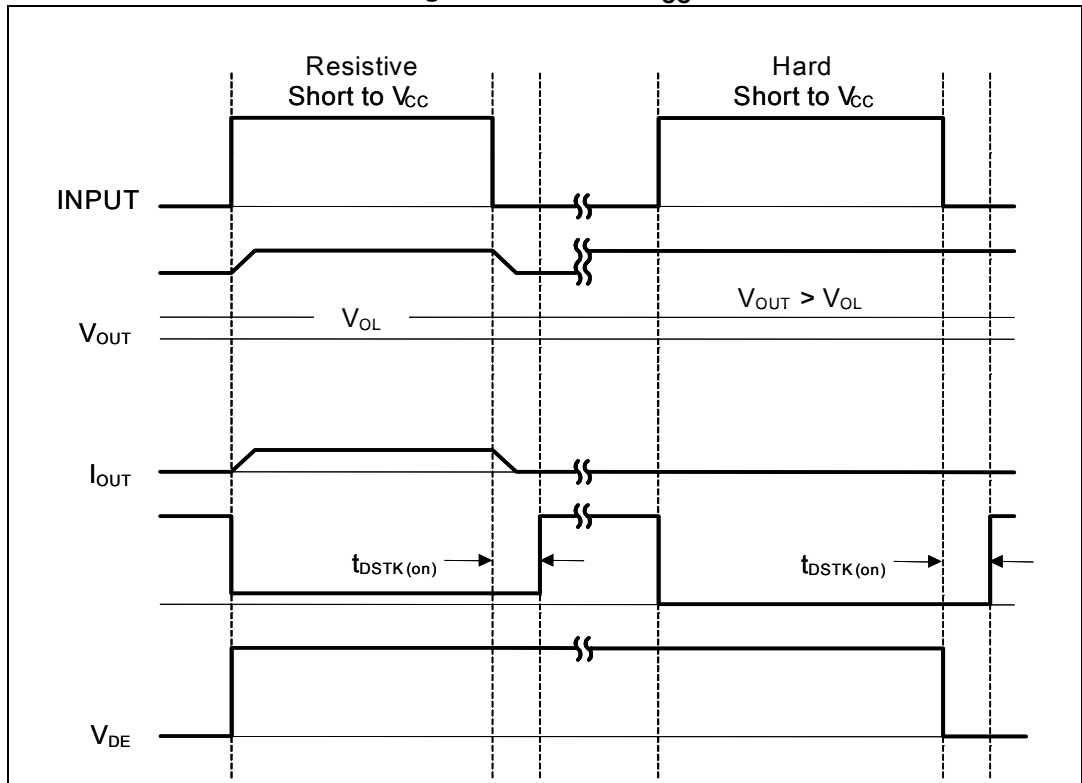 Resistive
Short to VCC
Hard
Short to VCC
INPUT
VOUT > VOL
VOL
VOUT
IOUT
tDSTK(on)
tDSTK(on)
VDE